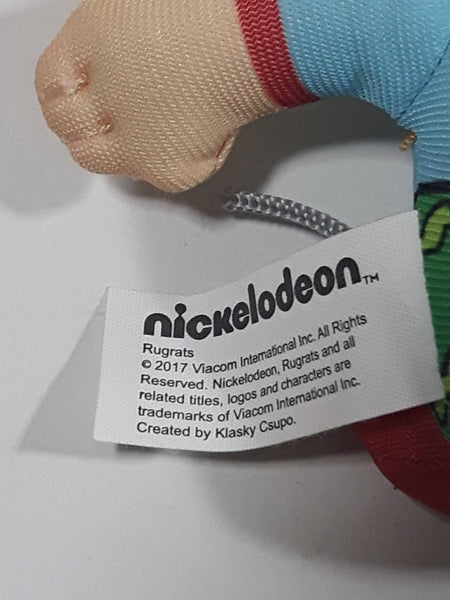 nickelodeon™
Rugrats
© 2017 Viacom International Inc. All Rights
Reserved. Nickelodeon, Rugrats and all
related titles, logos and characters are
trademarks of Viacom International Inc.
Created by Klasky Csupo.